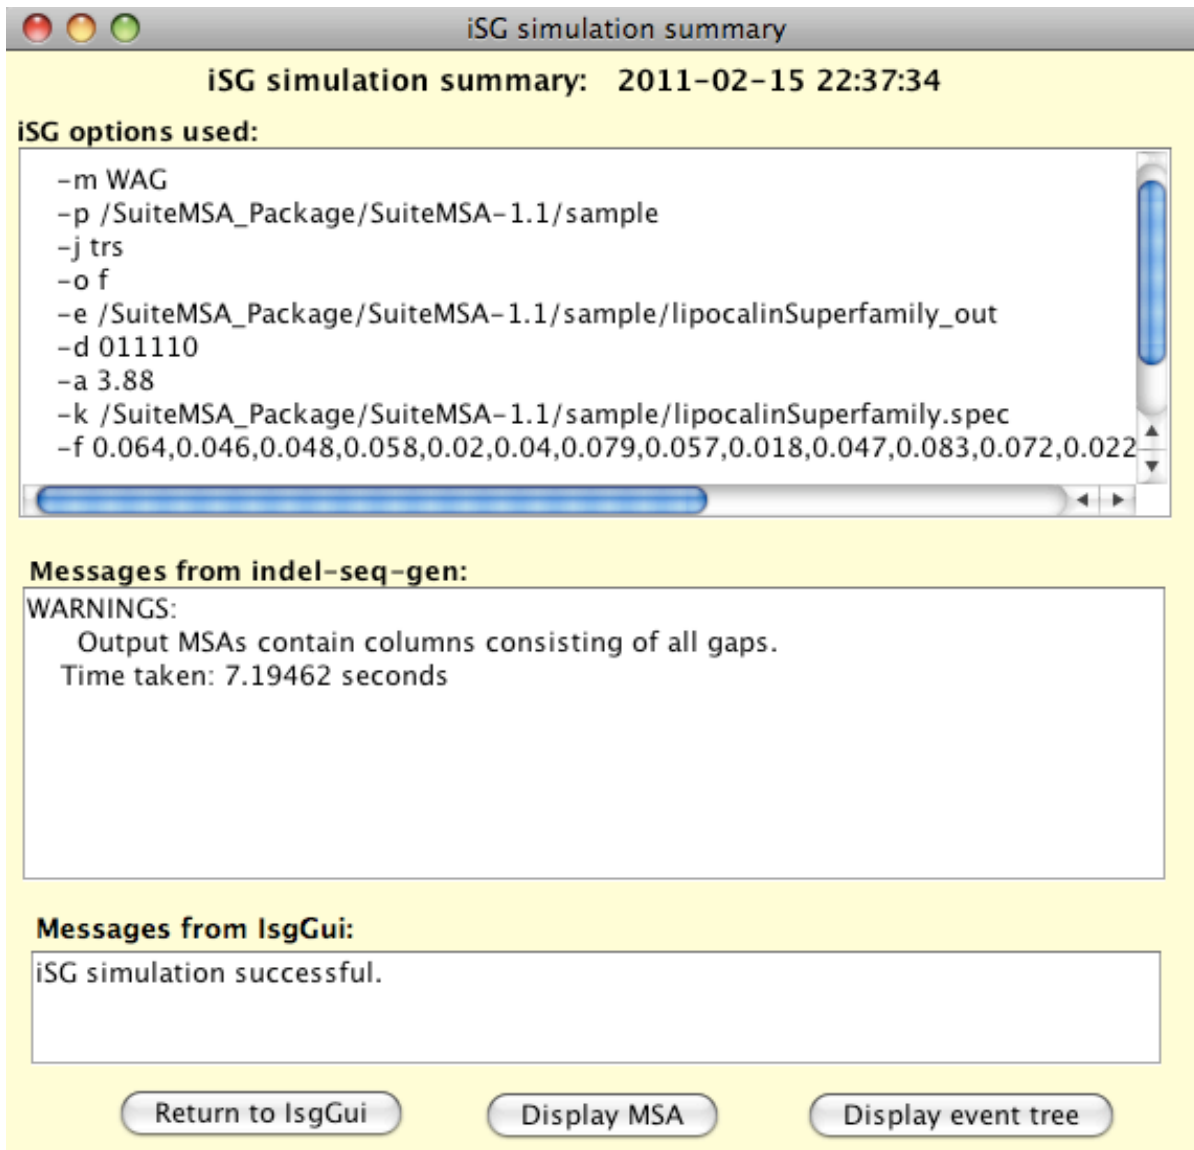 iSG simulation summary
iSG simulation summary:   2011-02-15 22:37:34
iSG options used:
-m WAG
-p /SuiteMSA_Package/SuiteMSA-1.1/sample
-j trs
-o f
-e /SuiteMSA_Package/SuiteMSA-1.1/sample/lipocalinSuperfamily_out
-d 011110
-a 3.88
-k /SuiteMSA_Package/SuiteMSA-1.1/sample/lipocalinSuperfamily.spec
-f 0.064,0.046,0.048,0.058,0.02,0.04,0.079,0.057,0.018,0.047,0.083,0.072,0.022
Messages from indel-seq-gen:
WARNINGS:
Output MSAs contain columns consisting of all gaps.
Time taken: 7.19462 seconds
Messages from IsgGui:
iSG simulation successful.
Return to IsgGui
Display MSA
Display event tree